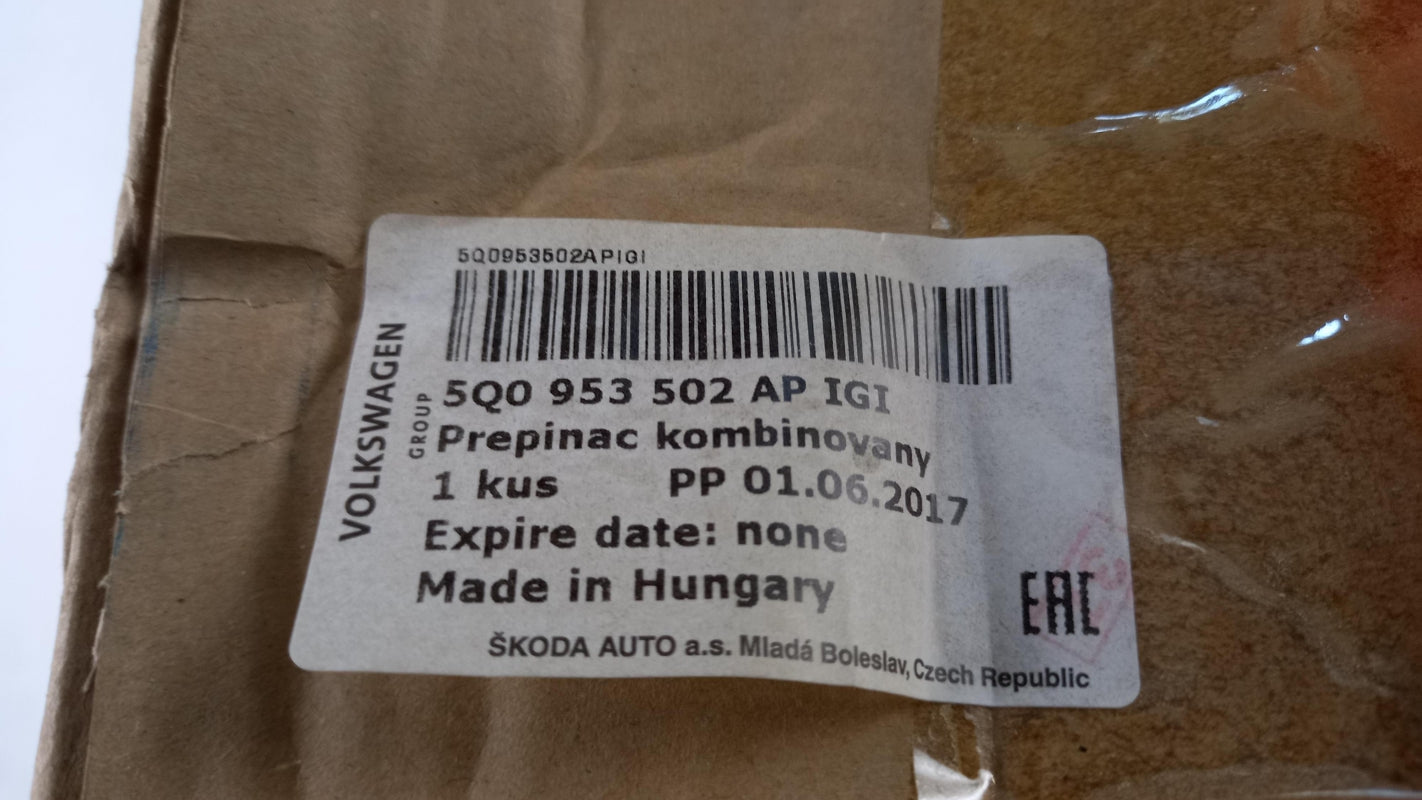 5Q0953502APIGI
VOLKSWAGEN
GROUP
5Q0 953 502 AP IGI
Prepinac kombinovany
1 kus PP 01.06.2017
Expire date: none
Made in Hungary
EAC
ŠKODA AUTO a.s. Mladá Boleslav, Czech Republic